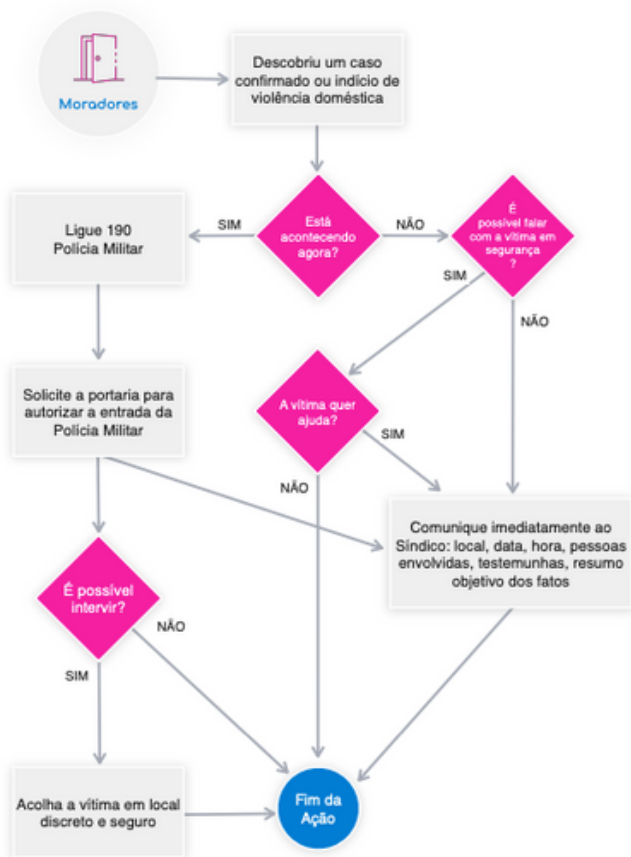 Moradores
Descobriu um caso
confirmado ou indício de
violência doméstica
Está
acontecendo
agora?
SIM
NÃO
É
possível falar
com a vítima em
segurança
?
Ligue 190
Polícia Militar
SIM
NÃO
Solicite a portaria para
autorizar a entrada da
Polícia Militar
A vítima quer
ajuda?
SIM
NÃO
Comunique imediatamente ao
Síndico: local, data, hora, pessoas
envolvidas, testemunhas, resumo
objetivo dos fatos
É possível
intervir?
NÃO
SIM
Acolha a vítima em local
discreto e seguro
Fim da
Ação